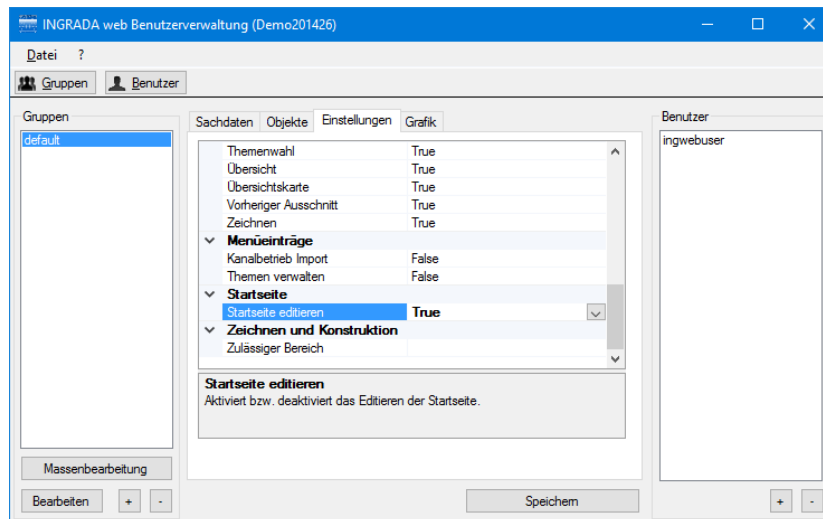 INGRADA web Benutzerverwaltung (Demo201426)
Datei ?
Gruppen Benutzer
Gruppen
default
Massenbearbeitung
Bearbeiten + -
Sachdaten Objekte Einstellungen Grafik
Themenwahl True
Übersicht True
Übersichtskarte True
Vorheriger Ausschnitt True
Zeichnen True
Menüeinträge
Kanalbetrieb Import False
Themen verwalten False
Startseite
Startseite editieren True
Zeichnen und Konstruktion
Zulässiger Bereich
Startseite editieren
Aktiviert bzw. deaktiviert das Editieren der Startseite.
Speichern
Benutzer
ingwebuser
+ -